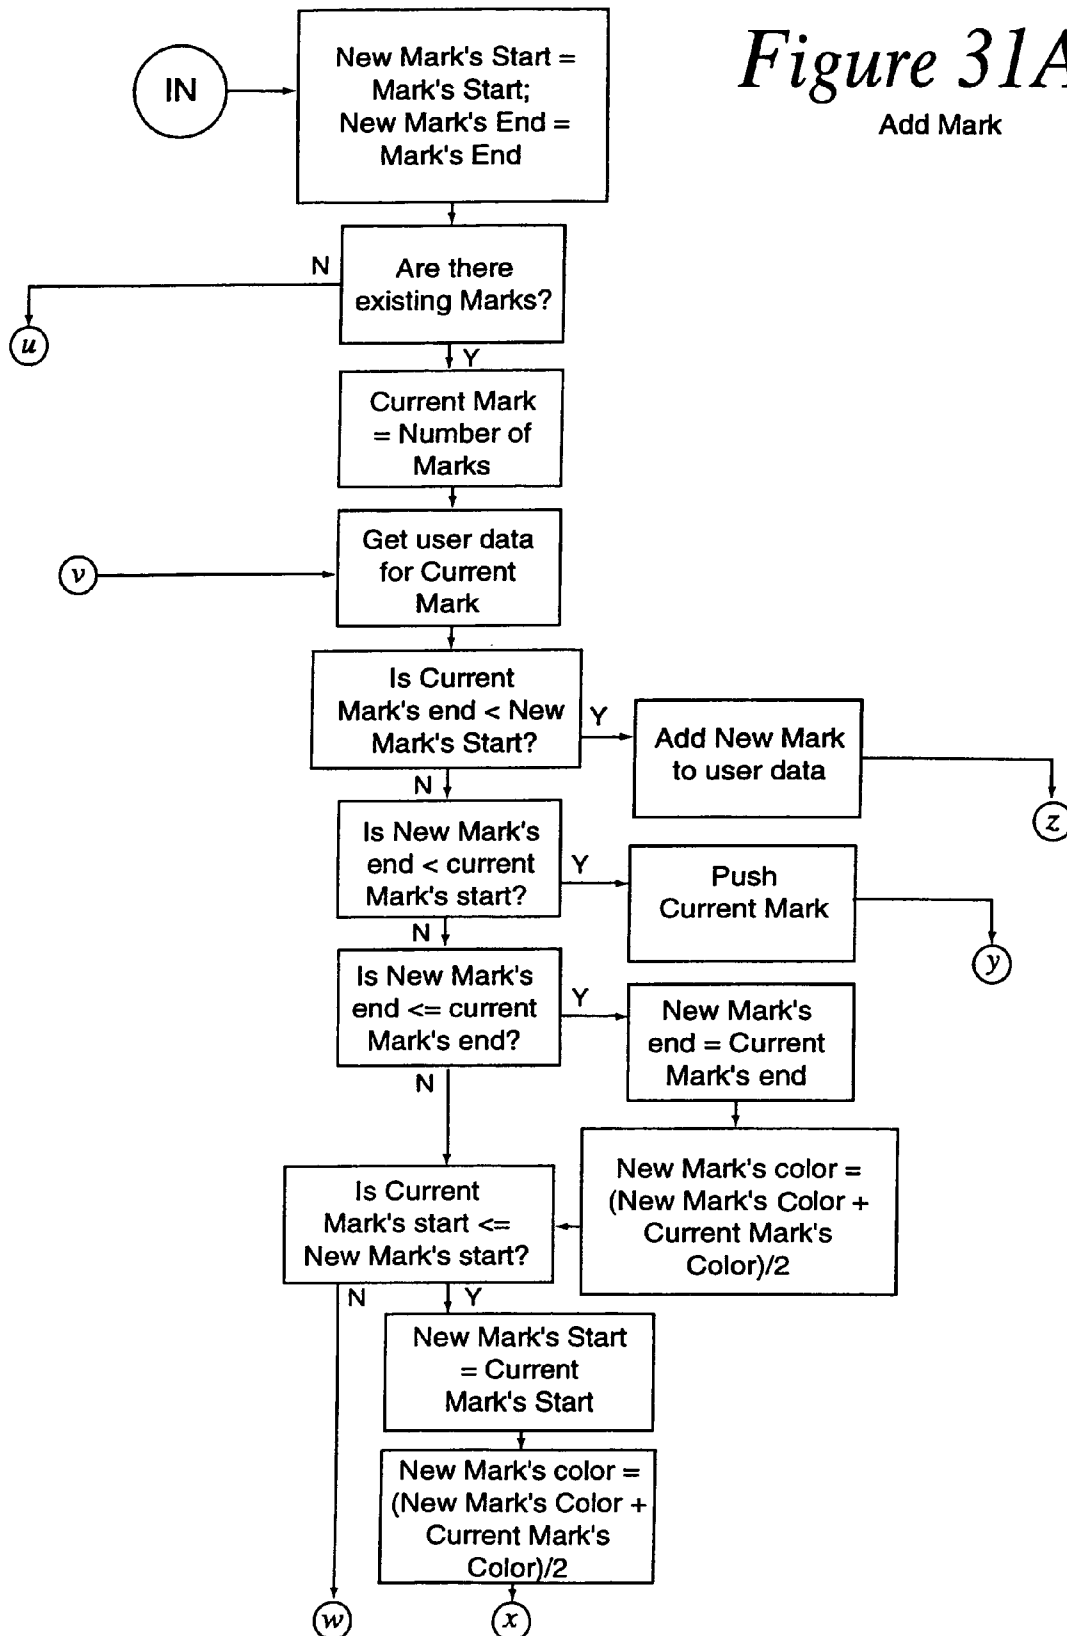 Figure 31A
Add Mark
IN
New Mark's Start =
Mark's Start;
New Mark's End =
Mark's End
N
Are there
existing Marks?
u
Y
Current Mark
= Number of
Marks
v
Get user data
for Current
Mark
Is Current
Mark's end < New
Mark's Start?
Y
Add New Mark
to user data
z
N
Is New Mark's
end < current
Mark's start?
Y
Push
Current Mark
y
N
Is New Mark's
end <= current
Mark's end?
Y
New Mark's
end = Current
Mark's end
N
New Mark's color =
(New Mark's Color +
Current Mark's
Color)/2
Is Current
Mark's start <=
New Mark's start?
N
Y
New Mark's Start
= Current
Mark's Start
New Mark's color =
(New Mark's Color +
Current Mark's
Color)/2
w
x